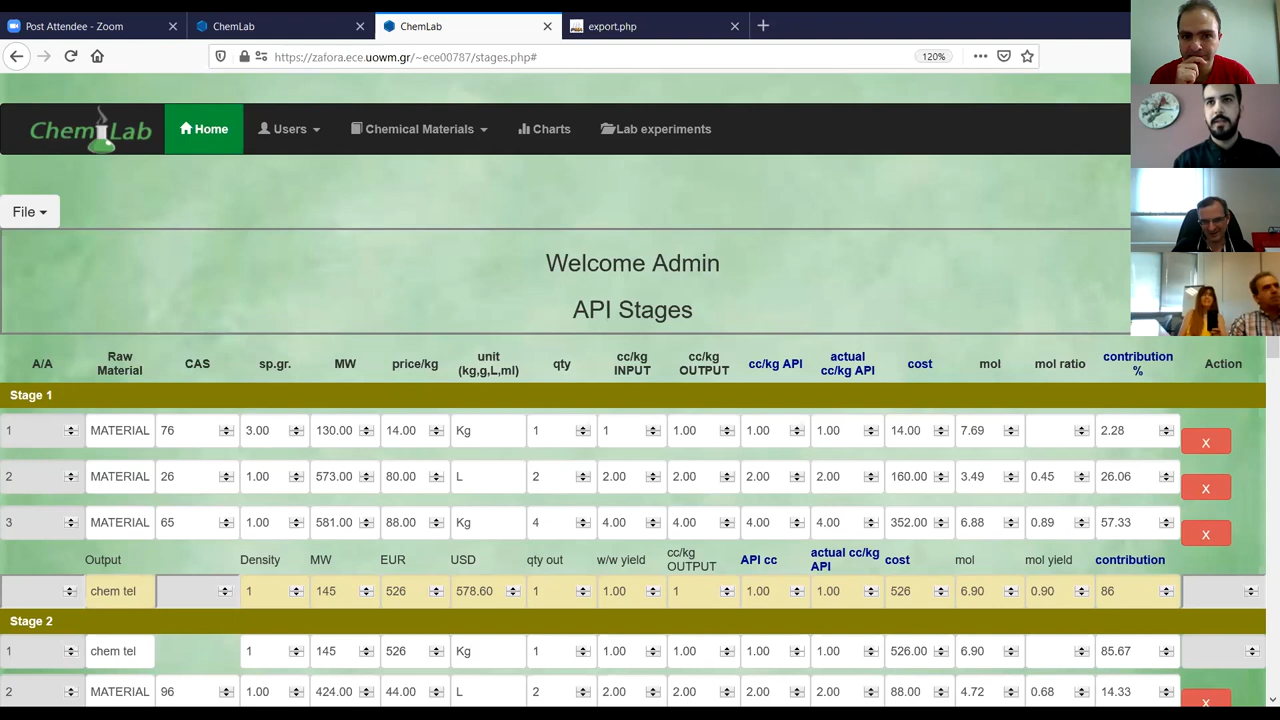 Post Attendee - Zoom
ChemLab
ChemLab
export.php
https://zafora.ece.uowm.gr/~ece00787/stages.php#
120%
ChemLab
Home
Users
Chemical Materials
Charts
Lab experiments
File
Welcome Admin
API Stages
A/A Raw Material CAS sp.gr. MW price/kg unit (kg,g,L,ml) qty cc/kg INPUT cc/kg OUTPUT cc/kg API actual cc/kg API cost mol mol ratio contribution % Action
Stage 1
1 MATERIAL 76 3.00 130.00 14.00 Kg 1 1 1.00 1.00 1.00 14.00 7.69 2.28 X
2 MATERIAL 26 1.00 573.00 80.00 L 2 2.00 2.00 2.00 2.00 160.00 3.49 0.45 26.06 X
3 MATERIAL 65 1.00 581.00 88.00 Kg 4 4.00 4.00 4.00 4.00 352.00 6.88 0.89 57.33 X
Output Density MW EUR USD qty out w/w yield cc/kg OUTPUT API cc actual cc/kg API cost mol mol yield contribution
chem tel 1 145 526 578.60 1 1.00 1 1.00 1.00 526 6.90 0.90 86
Stage 2
1 chem tel 1 145 526 Kg 1 1.00 1.00 1.00 1.00 526.00 6.90 85.67
2 MATERIAL 96 1.00 424.00 44.00 L 2 2.00 2.00 2.00 2.00 88.00 4.72 0.68 14.33 X